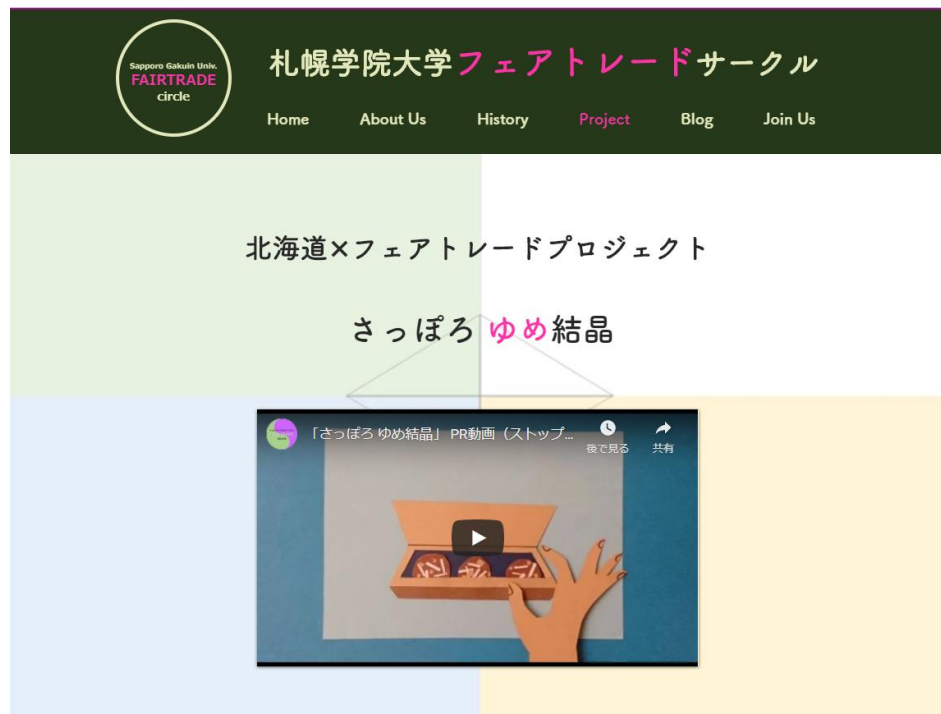 Sapporo Gakuin Univ.
FAIRTRADE
circle
札幌学院大学フェアトレードサークル
Home About Us History Project Blog Join Us
北海道×フェアトレードプロジェクト
さっぽろ ゆめ結晶
「さっぽろ ゆめ結晶」 PR動画（ストップ...
後で見る
共有